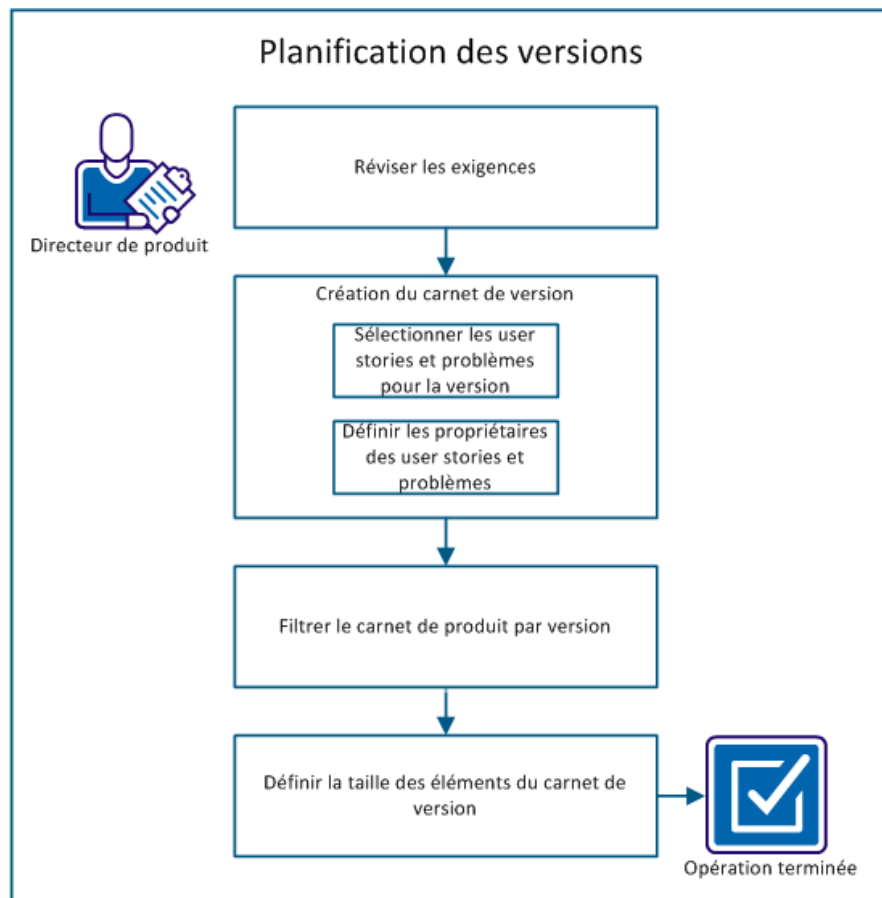 Planification des versions
Réviser les exigences
Directeur de produit
Création du carnet de version
Sélectionner les user
stories et problèmes
pour la version
Définir les propriétaires
des user stories et
problèmes
Filtrer le carnet de produit par version
Définir la taille des éléments du carnet de
version
Opération terminée